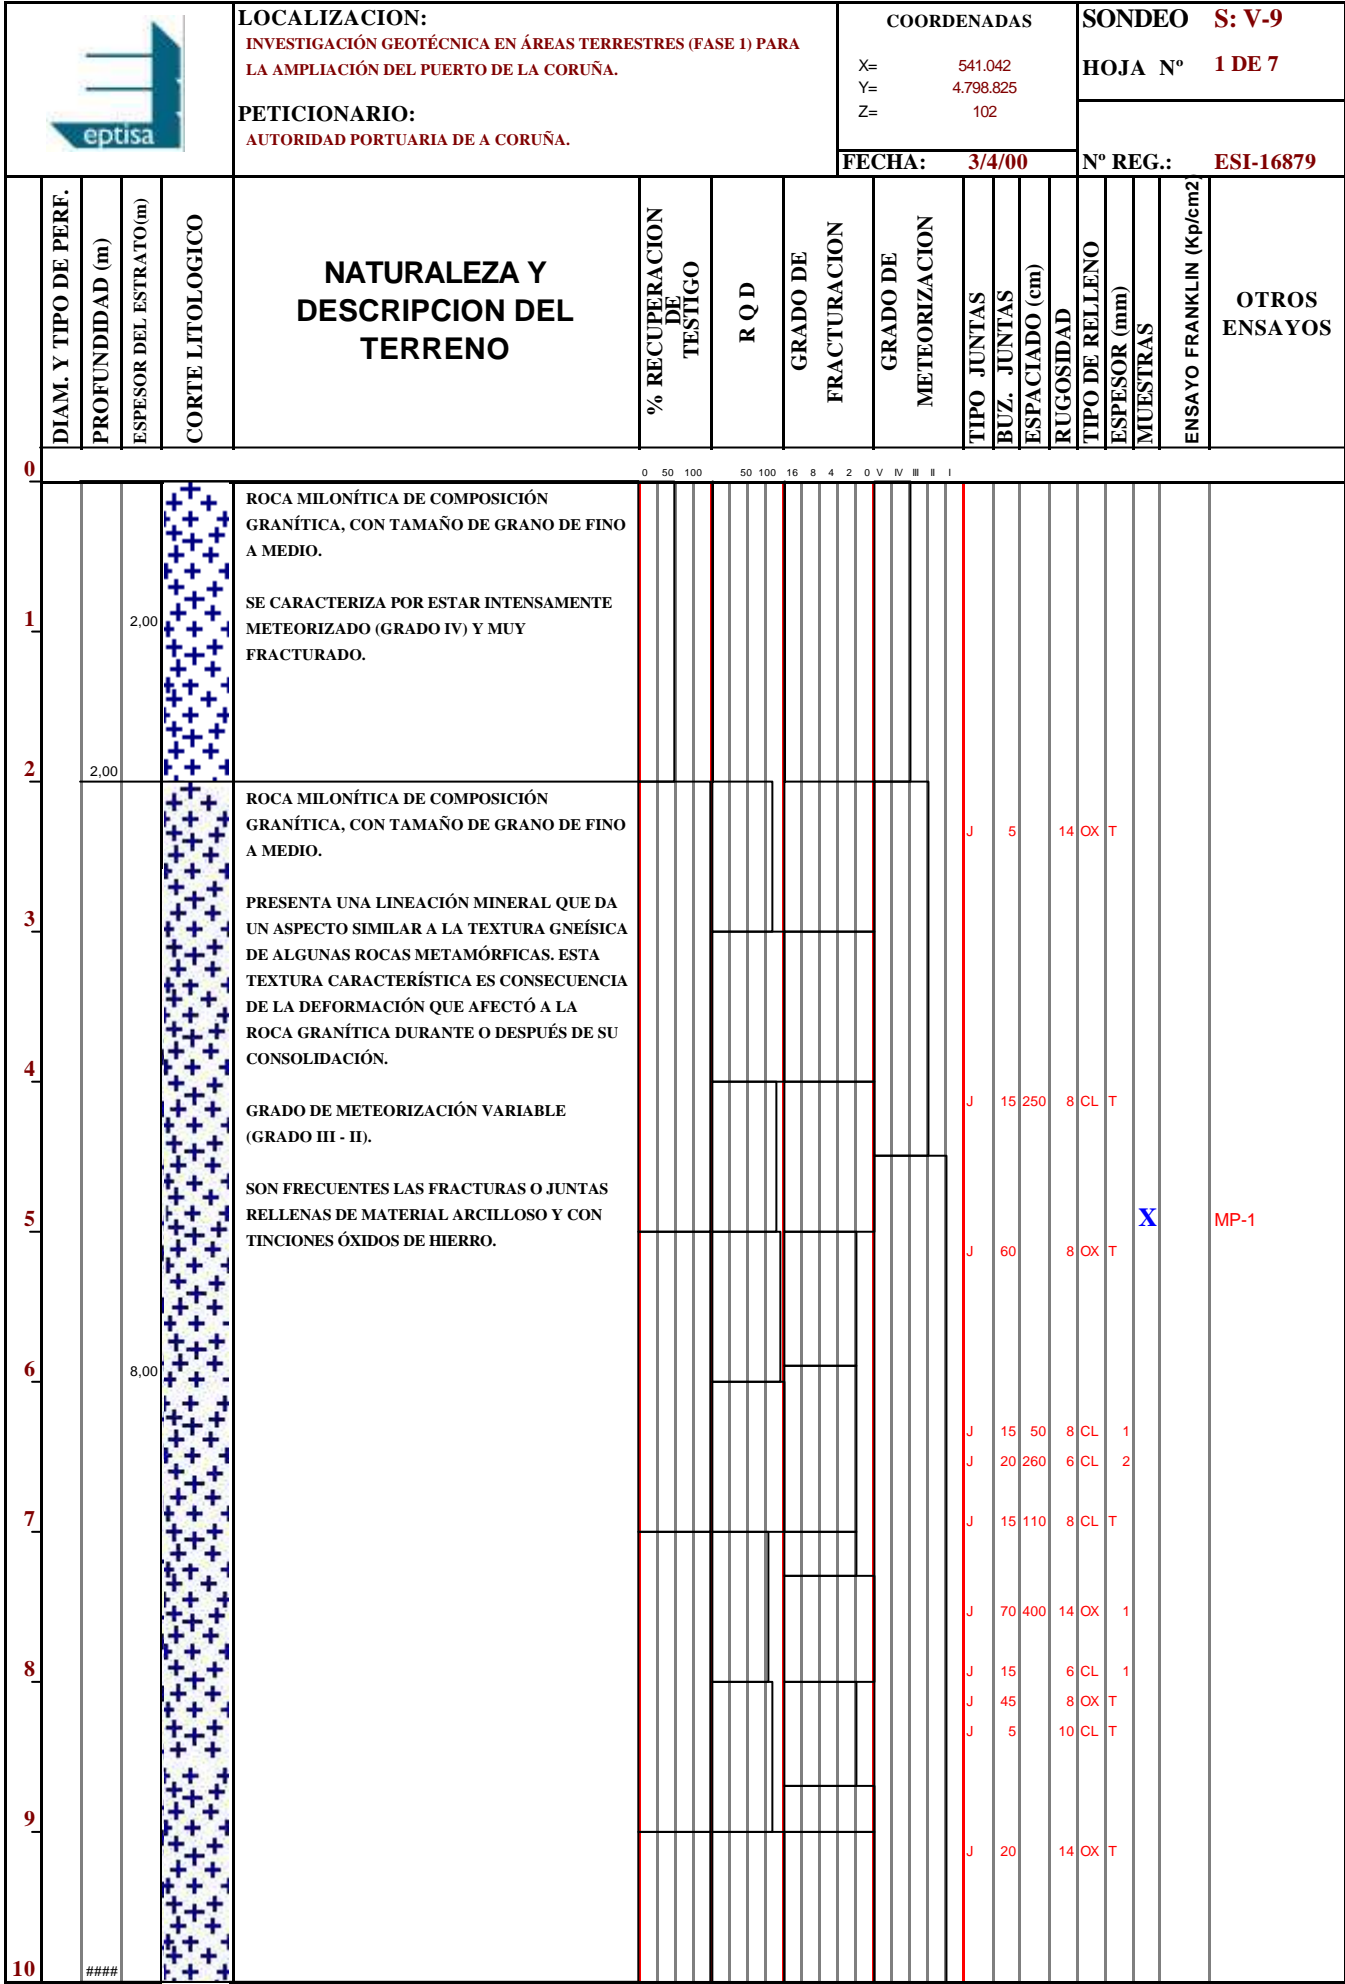 eptisa
LOCALIZACION:
INVESTIGACIÓN GEOTÉCNICA EN ÁREAS TERRESTRES (FASE 1) PARA
LA AMPLIACIÓN DEL PUERTO DE LA CORUÑA.
PETICIONARIO:
AUTORIDAD PORTUARIA DE A CORUÑA.
COORDENADAS
X= 541.042
Y= 4.798.825
Z= 102
FECHA: 3/4/00
SONDEO S: V-9
HOJA Nº 1 DE 7
Nº REG.: ESI-16879
DIAM. Y TIPO DE PERF.
PROFUNDIDAD (m)
ESPESOR DEL ESTRATO(m)
CORTE LITOLOGICO
NATURALEZA Y
DESCRIPCION DEL
TERRENO
% RECUPERACION
DE
TESTIGO
R Q D
GRADO DE
FRACTURACION
GRADO DE
METEORIZACION
TIPO JUNTAS
BUZ. JUNTAS
ESPACIADO (cm)
RUGOSIDAD
TIPO DE RELLENO
ESPESOR (mm)
MUESTRAS
ENSAYO FRANKLIN (Kp/cm2)
OTROS
ENSAYOS
0
0 50 100 50 100 16 8 4 2 0 V IV III II I
ROCA MILONÍTICA DE COMPOSICIÓN
GRANÍTICA, CON TAMAÑO DE GRANO DE FINO
A MEDIO.
SE CARACTERIZA POR ESTAR INTENSAMENTE
METEORIZADO (GRADO IV) Y MUY
FRACTURADO.
1
2,00
2
2,00
ROCA MILONÍTICA DE COMPOSICIÓN
GRANÍTICA, CON TAMAÑO DE GRANO DE FINO
A MEDIO.
J 5 14 OX T
PRESENTA UNA LINEACIÓN MINERAL QUE DA
UN ASPECTO SIMILAR A LA TEXTURA GNEÍSICA
DE ALGUNAS ROCAS METAMÓRFICAS. ESTA
TEXTURA CARACTERÍSTICA ES CONSECUENCIA
DE LA DEFORMACIÓN QUE AFECTÓ A LA
ROCA GRANÍTICA DURANTE O DESPUÉS DE SU
CONSOLIDACIÓN.
3
4
GRADO DE METEORIZACIÓN VARIABLE
(GRADO III - II).
J 15 250 8 CL T
SON FRECUENTES LAS FRACTURAS O JUNTAS
RELLENAS DE MATERIAL ARCILLOSO Y CON
TINCIONES ÓXIDOS DE HIERRO.
5
X MP-1
J 60 8 OX T
6
8,00
J 15 50 8 CL 1
J 20 260 6 CL 2
7
J 15 110 8 CL T
J 70 400 14 OX 1
8
J 15 6 CL 1
J 45 8 OX T
J 5 10 CL T
9
J 20 14 OX T
10 ####